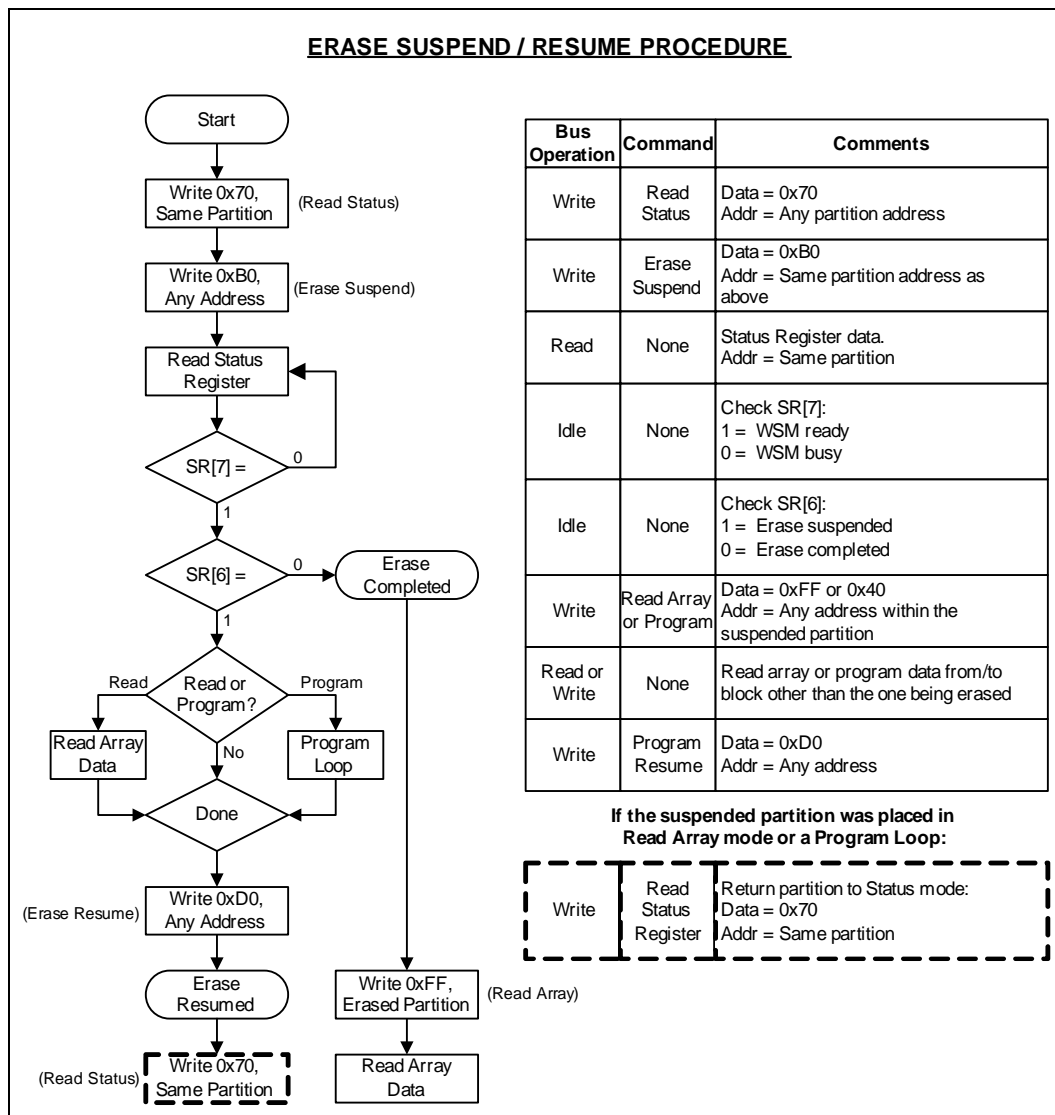 ERASE SUSPEND / RESUME PROCEDURE
Start
Write 0x70,
Same Partition
(Read Status)
Write 0xB0,
Any Address
(Erase Suspend)
Read Status
Register
SR[7] =
0
1
SR[6] =
0
Erase
Completed
1
Read
Read or
Program?
Program
Read Array
Data
No
Program
Loop
Done
(Erase Resume)
Write 0xD0,
Any Address
Erase
Resumed
(Read Status)
Write 0x70,
Same Partition
Write 0xFF,
Erased Partition
(Read Array)
Read Array
Data
Bus
Operation
Command
Comments
Write
Read
Status
Data = 0x70
Addr = Any partition address
Write
Erase
Suspend
Data = 0xB0
Addr = Same partition address as
above
Read
None
Status Register data.
Addr = Same partition
Idle
None
Check SR[7]:
1 = WSM ready
0 = WSM busy
Idle
None
Check SR[6]:
1 = Erase suspended
0 = Erase completed
Write
Read Array
or Program
Data = 0xFF or 0x40
Addr = Any address within the
suspended partition
Read or
Write
None
Read array or program data from/to
block other than the one being erased
Write
Program
Resume
Data = 0xD0
Addr = Any address
If the suspended partition was placed in
Read Array mode or a Program Loop:
Write
Read
Status
Register
Return partition to Status mode:
Data = 0x70
Addr = Same partition